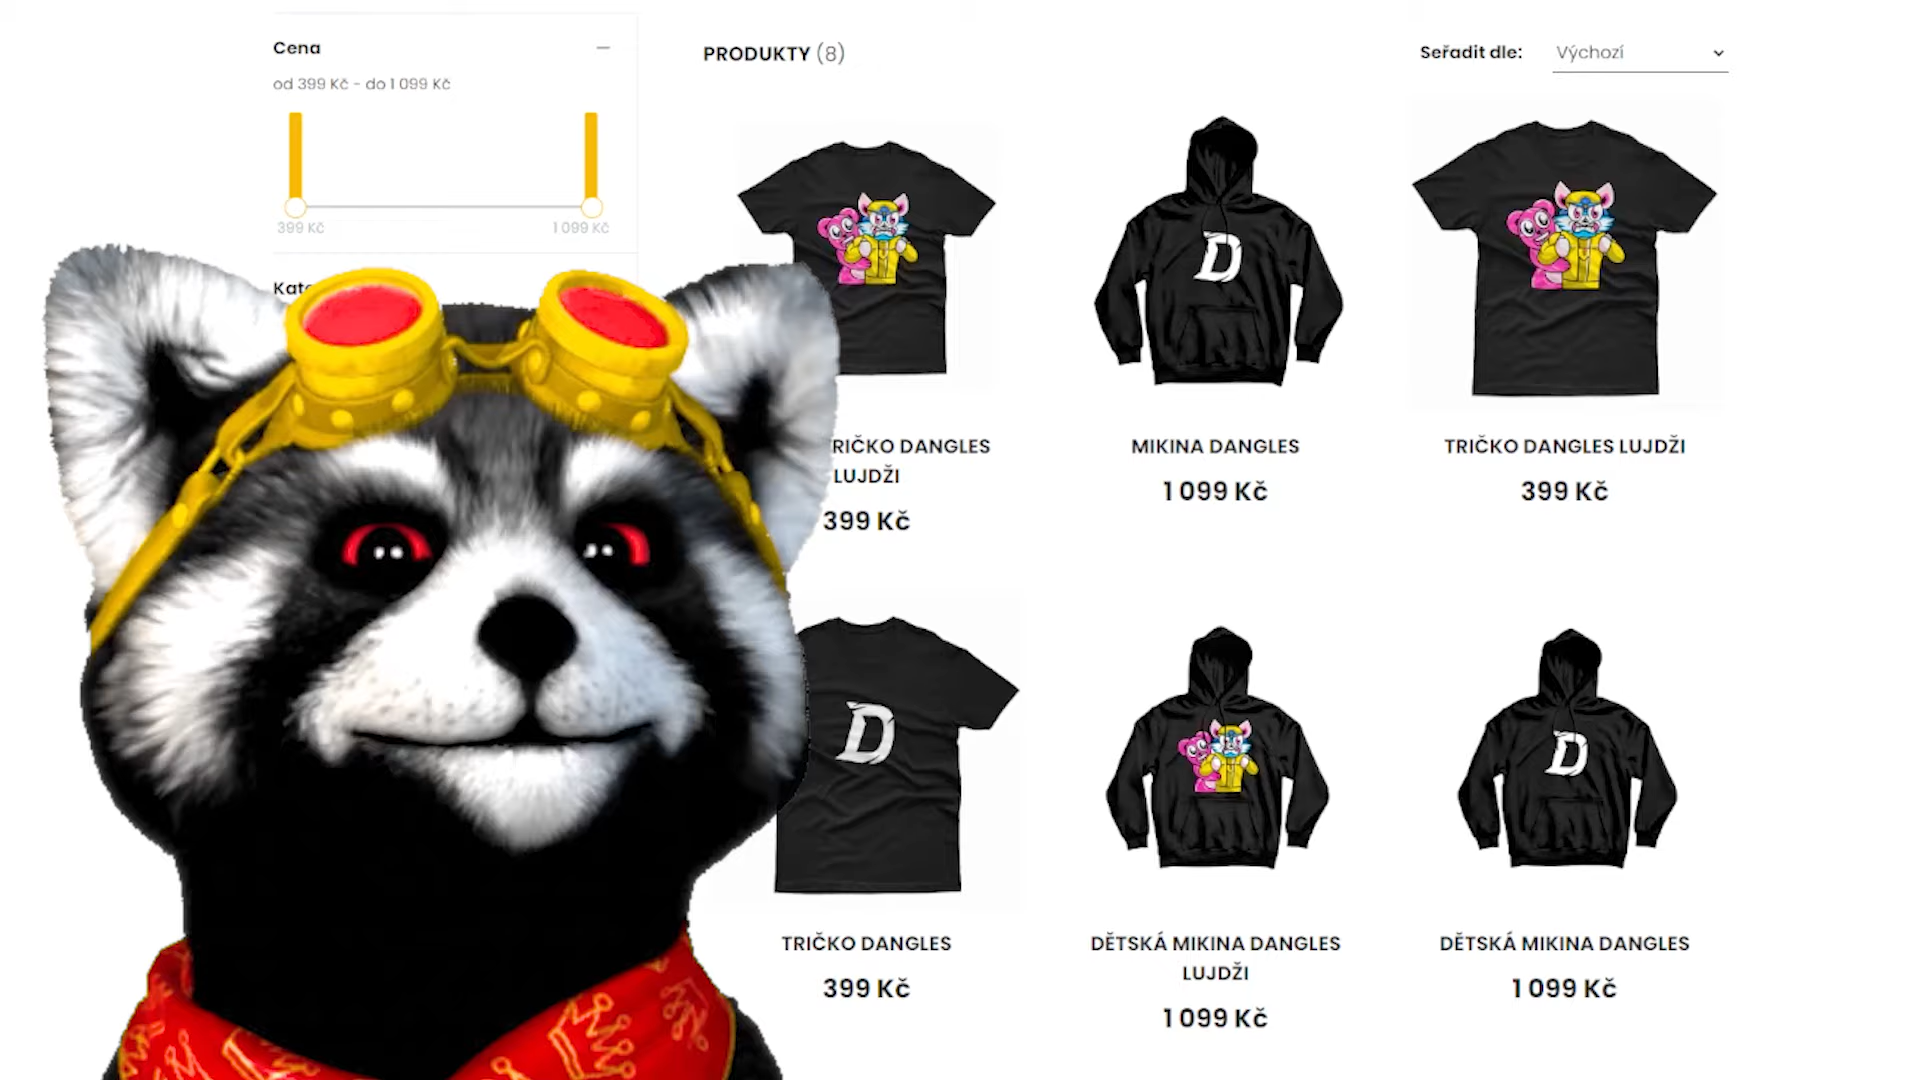 Cena
od 399 Kč - do 1 099 Kč
399 Kč
1 099 Kč
PRODUKTY (8)
Seřadit dle:
Výchozí
RIČKO DANGLES
LUJDŽI
399 Kč
D
MIKINA DANGLES
1 099 Kč
TRIČKO DANGLES LUJDŽI
399 Kč
D
TRIČKO DANGLES
399 Kč
DĚTSKÁ MIKINA DANGLES
LUJDŽI
1 099 Kč
D
DĚTSKÁ MIKINA DANGLES
1 099 Kč